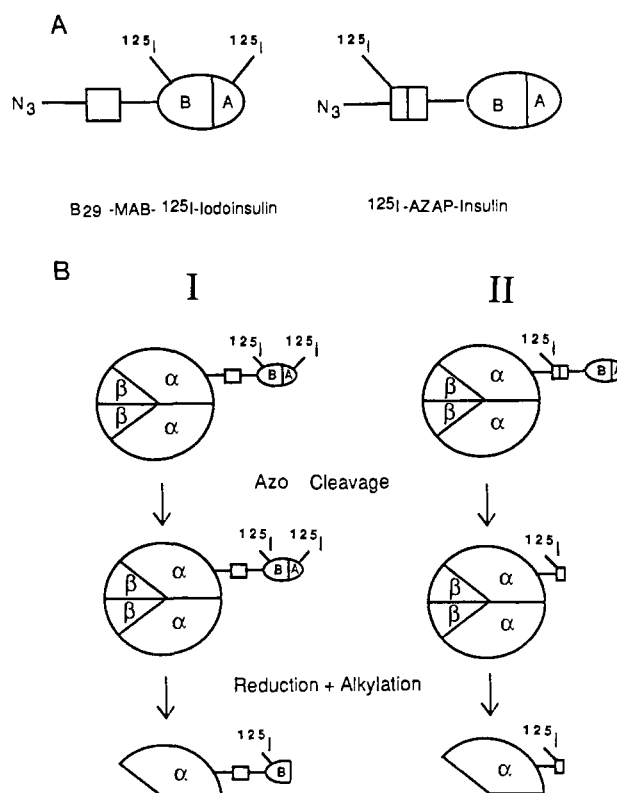 A
125I 125I 125I
N3 B A N3 B A
B29 -MAB- 125I-Iodoinsulin 125I-AZAP-Insulin
B
I II
125I 125I 125I
β β α α B A β β α α B A
Azo Cleavage
125I 125I 125I
β β α α B A β β α α
Reduction + Alkylation
125I 125I
α B α